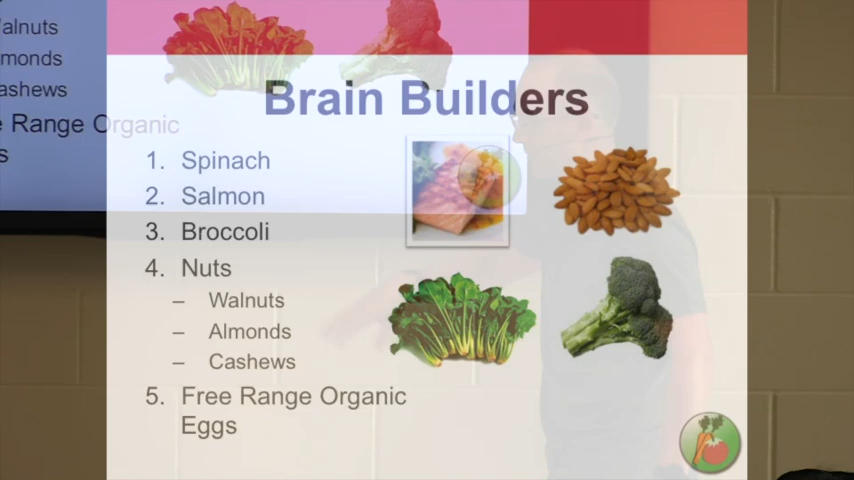 alnuts
monds
ashews
Range Organic
s
Brain Builders
1. Spinach
2. Salmon
3. Broccoli
4. Nuts
– Walnuts
– Almonds
– Cashews
5. Free Range Organic
Eggs